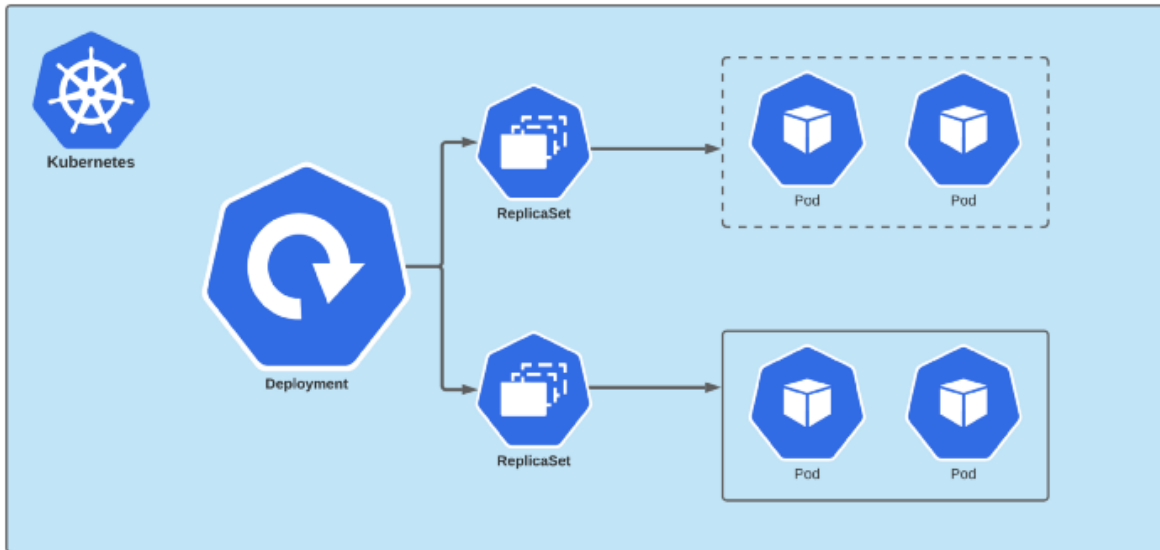 Kubernetes
Deployment
ReplicaSet
Pod
Pod
ReplicaSet
Pod
Pod